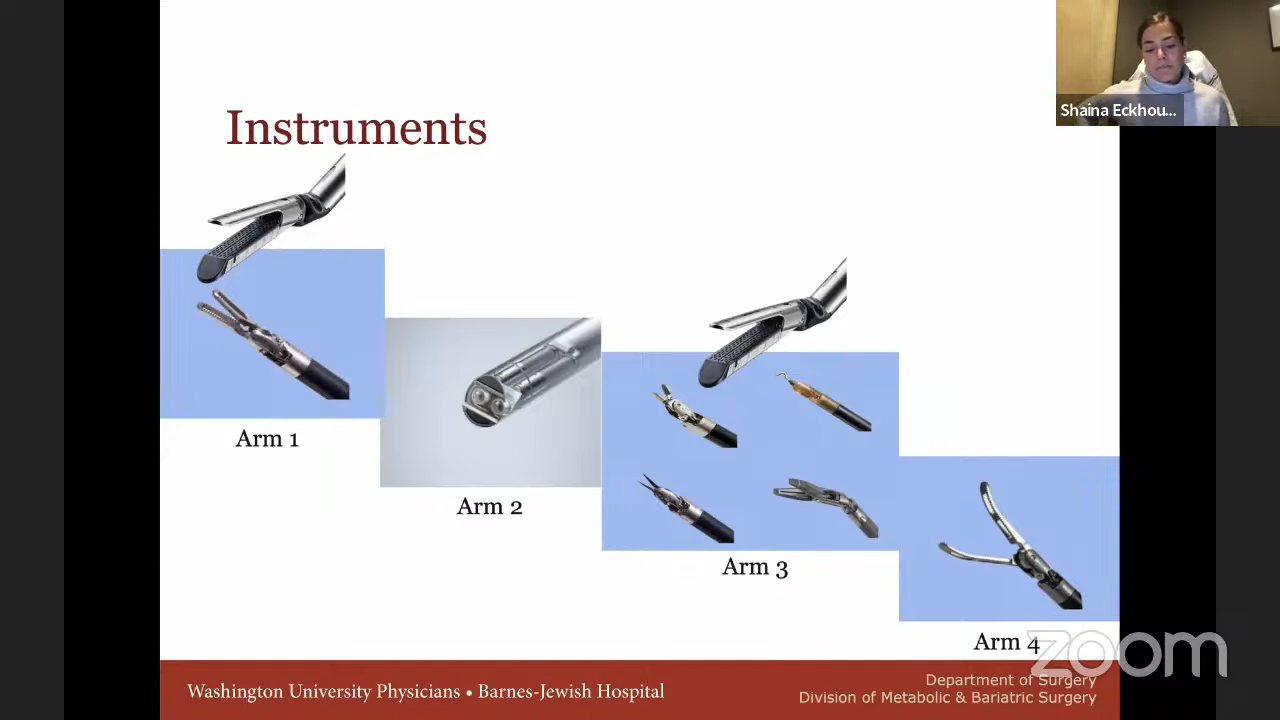 Shaina Eckhou...
Instruments
Arm 1
Arm 2
Arm 3
Arm 4
zoom
Washington University Physicians • Barnes-Jewish Hospital
Department of Surgery
Division of Metabolic & Bariatric Surgery